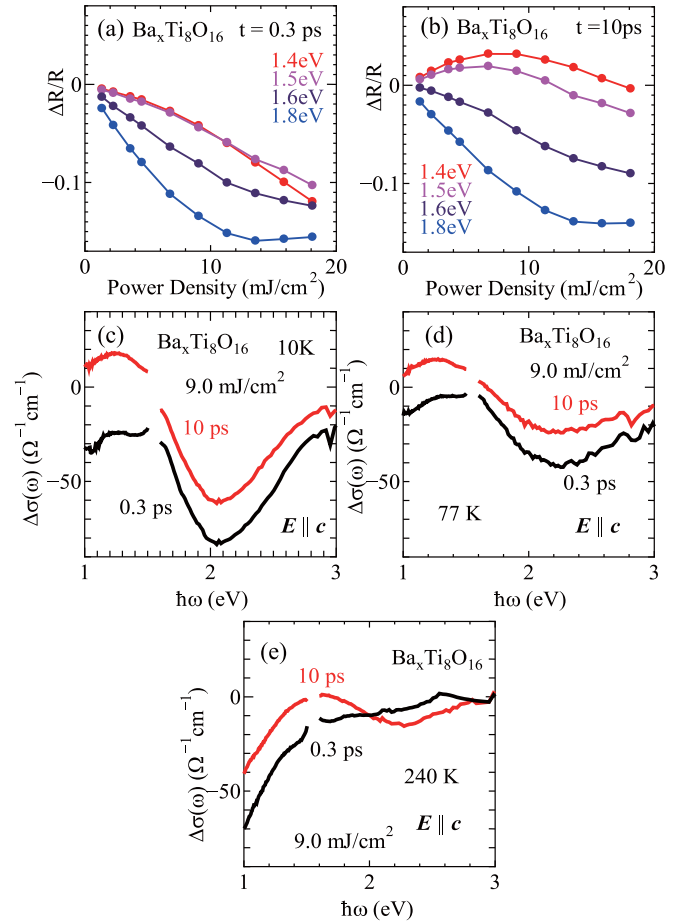 (a) BaxTi8O16 t = 0.3 ps
1.4eV
1.5eV
1.6eV
1.8eV
0
−0.1
ΔR/R
0 10 20
Power Density (mJ/cm²)
(b) BaxTi8O16 t =10ps
0
−0.1
ΔR/R
1.4eV
1.5eV
1.6eV
1.8eV
0 10 20
Power Density (mJ/cm²)
(c) BaxTi8O16 10K
9.0 mJ/cm²
10 ps
0.3 ps
E || c
0
−50
Δσ(ω) (Ω⁻¹cm⁻¹)
1 2 3
ħω (eV)
(d) BaxTi8O16
9.0 mJ/cm²
10 ps
0.3 ps
77 K
E || c
0
−50
Δσ(ω) (Ω⁻¹cm⁻¹)
1 2 3
ħω (eV)
(e) BaxTi8O16
10 ps
0.3 ps
240 K
E || c
9.0 mJ/cm²
0
−50
Δσ(ω) (Ω⁻¹cm⁻¹)
1 2 3
ħω (eV)